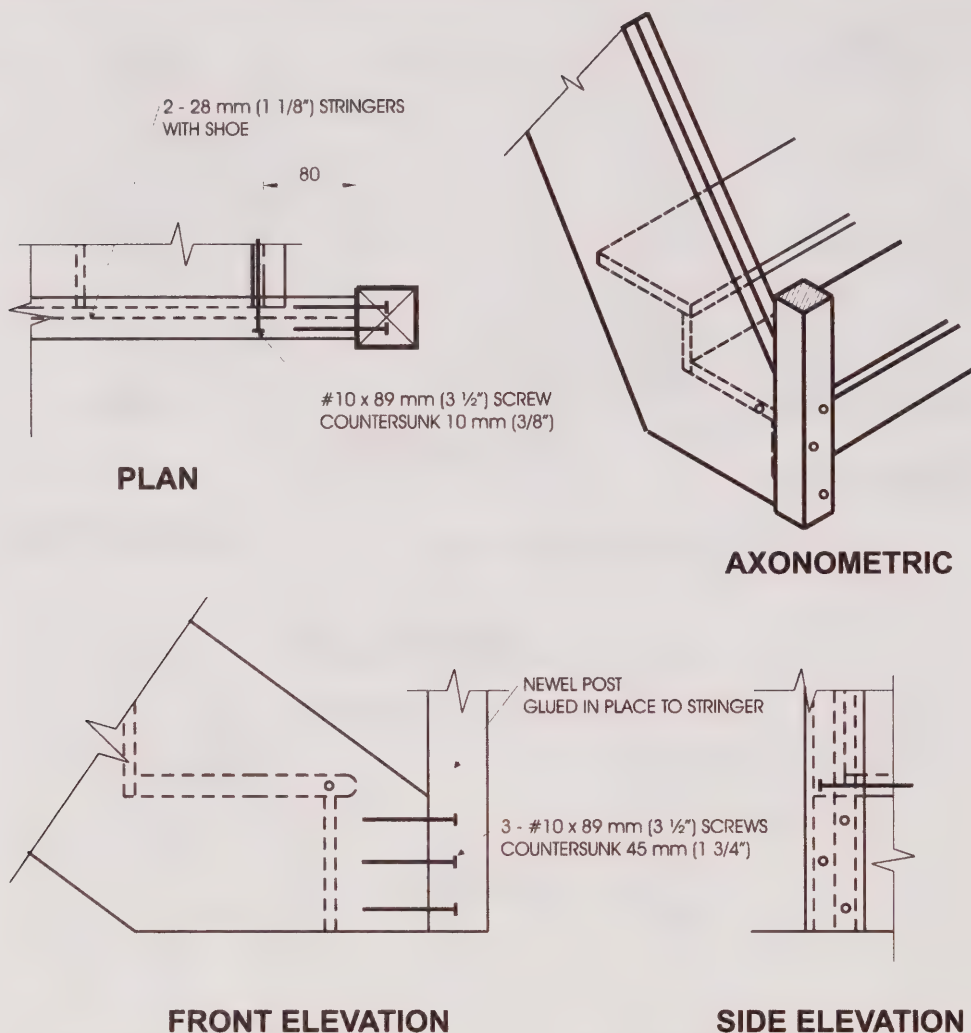 2 - 28 mm (1 1/8") STRINGERS
WITH SHOE
80
#10 x 89 mm (3 ½") SCREW
COUNTERSUNK 10 mm (3/8")
PLAN
AXONOMETRIC
NEWEL POST
GLUED IN PLACE TO STRINGER
3 - #10 x 89 mm (3 ½") SCREWS
COUNTERSUNK 45 mm (1 3/4")
FRONT ELEVATION
SIDE ELEVATION